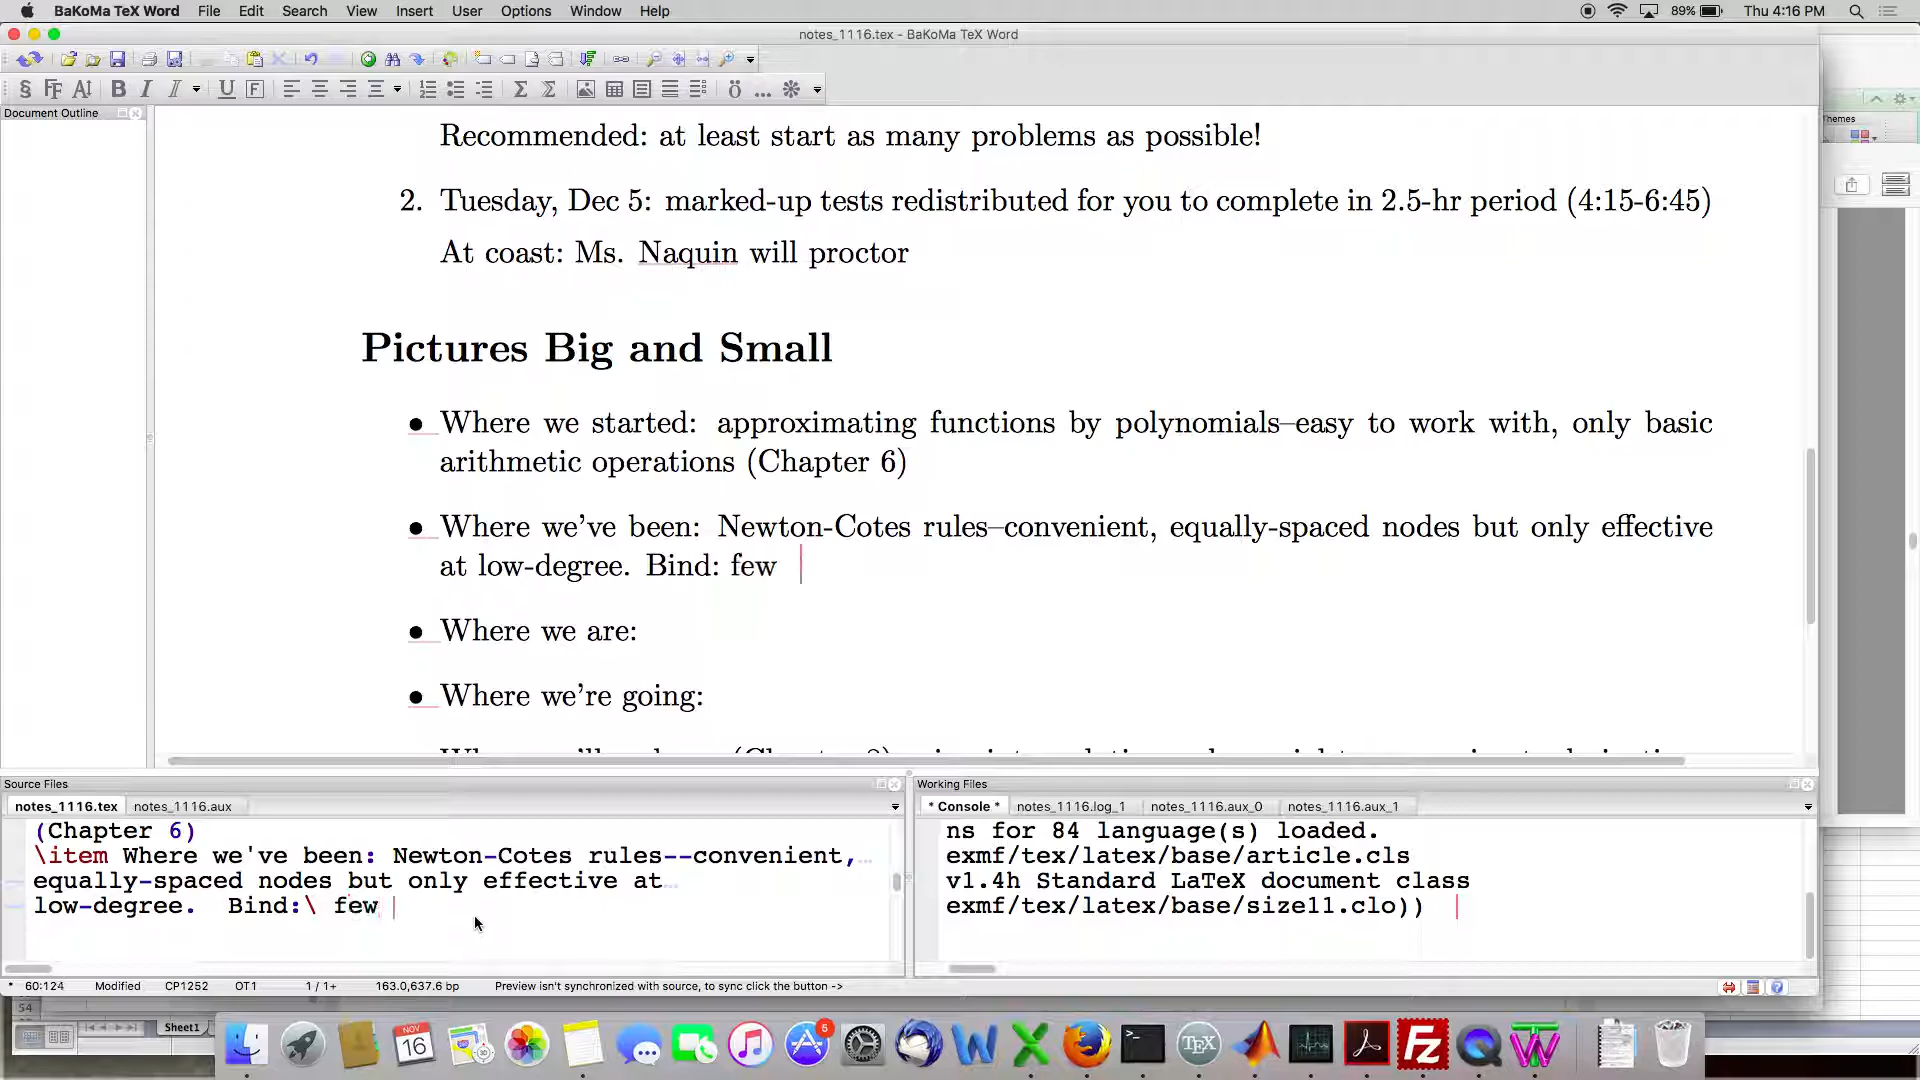 BaKoMa TeX Word File Edit Search View Insert User Options Window Help 89% Thu 4:16 PM
notes_1116.tex - BaKoMa TeX Word
Document Outline
Themes
Recommended: at least start as many problems as possible!
2. Tuesday, Dec 5: marked-up tests redistributed for you to complete in 2.5-hr period (4:15-6:45)
At coast: Ms. Naquin will proctor
Pictures Big and Small
• Where we started: approximating functions by polynomials–easy to work with, only basic
arithmetic operations (Chapter 6)
• Where we've been: Newton-Cotes rules–convenient, equally-spaced nodes but only effective
at low-degree. Bind: few
• Where we are:
• Where we're going:
Source Files
notes_1116.tex notes_1116.aux
(Chapter 6)
\item Where we've been: Newton-Cotes rules--convenient,...
equally-spaced nodes but only effective at...
low-degree.  Bind:\ few
Working Files
* Console * notes_1116.log_1 notes_1116.aux_0 notes_1116.aux_1
ns for 84 language(s) loaded.
exmf/tex/latex/base/article.cls
v1.4h Standard LaTeX document class
exmf/tex/latex/base/size11.clo))
* 60:124 Modified CP1252 OT1 1 / 1+ 163.0,637.6 bp Preview isn't synchronized with source, to sync click the button ->
54
Sheet1
NOV
16
5
TEX